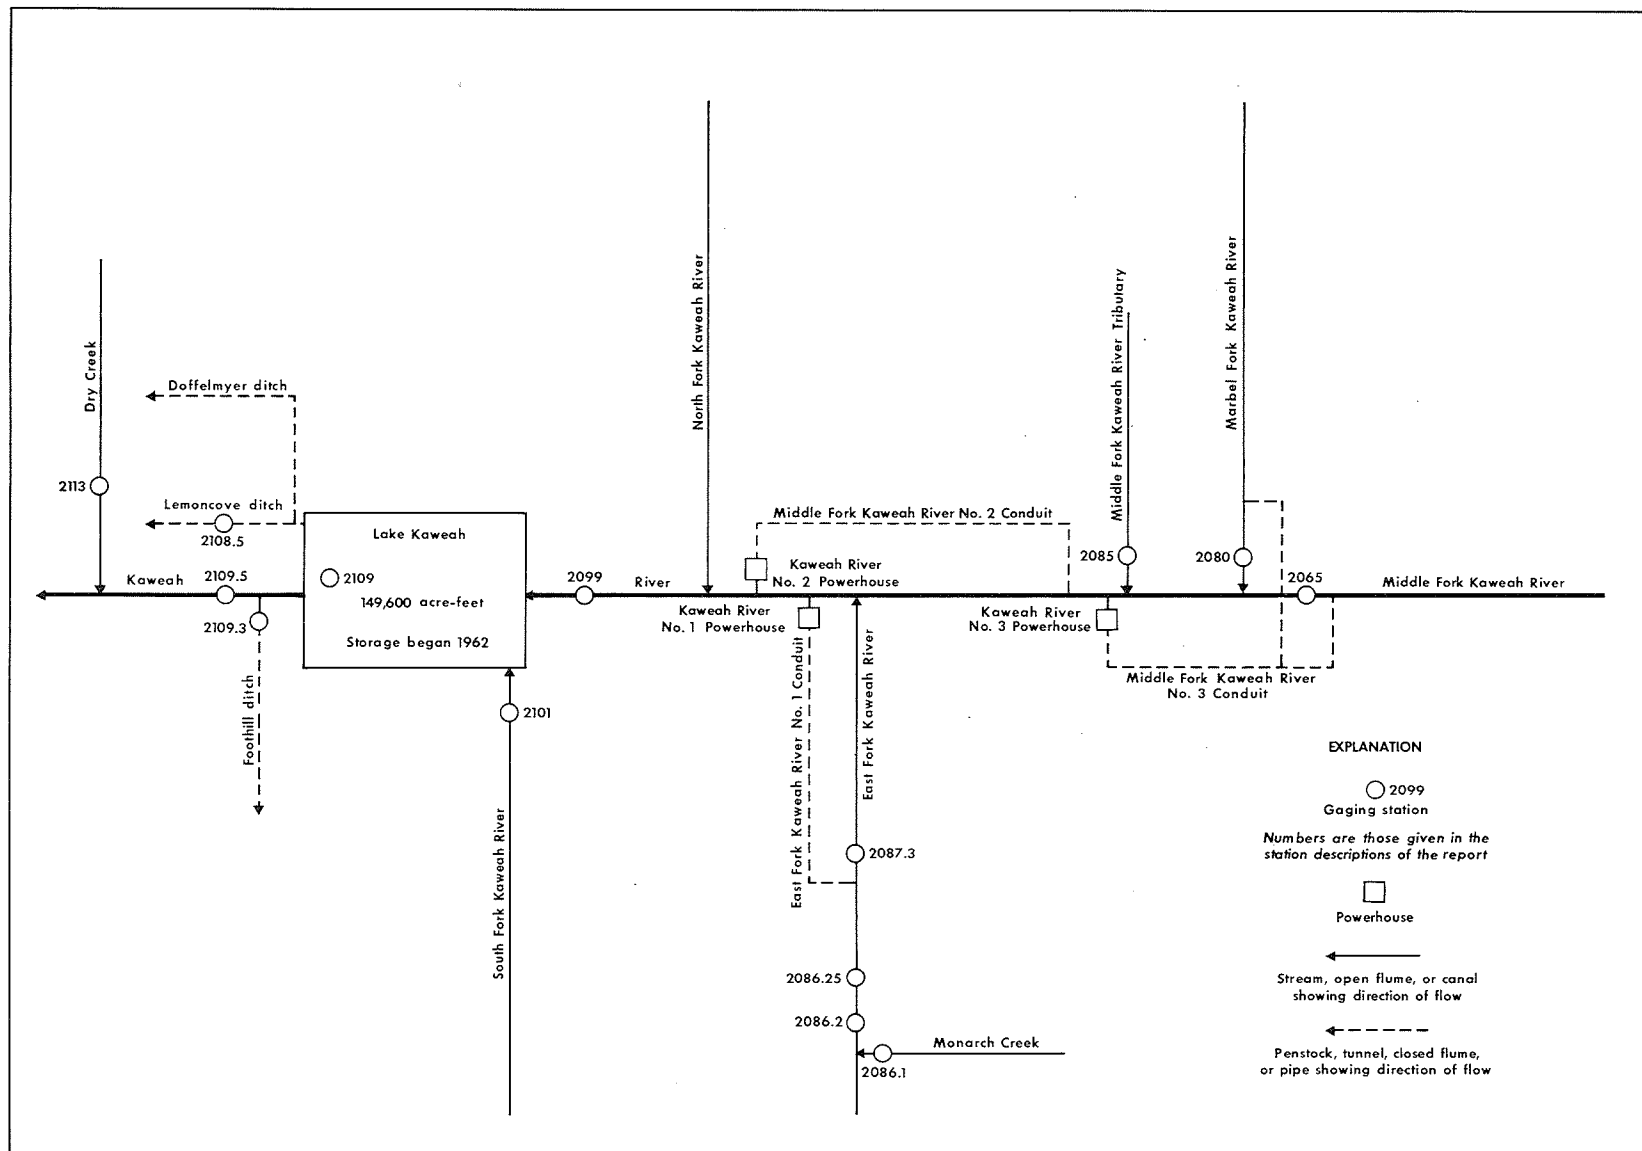 North Fork Kaweah River
Marbel Fork Kaweah River
Middle Fork Kaweah River Tributary
Dry Creek
Doffelmyer ditch
2113
Lemoncove ditch
2108.5
Lake Kaweah
2109
149,600 acre-feet
Storage began 1962
Kaweah
2109.5
2109.3
Foothill ditch
2099
River
Middle Fork Kaweah River No. 2 Conduit
Kaweah River
No. 2 Powerhouse
Kaweah River
No. 1 Powerhouse
2085
2080
2065
Middle Fork Kaweah River
Kaweah River
No. 3 Powerhouse
Middle Fork Kaweah River
No. 3 Conduit
East Fork Kaweah River No. 1 Conduit
East Fork Kaweah River
2101
South Fork Kaweah River
2087.3
2086.25
2086.2
Monarch Creek
2086.1
EXPLANATION
2099
Gaging station
Numbers are those given in the
station descriptions of the report
Powerhouse
Stream, open flume, or canal
showing direction of flow
Penstock, tunnel, closed flume,
or pipe showing direction of flow